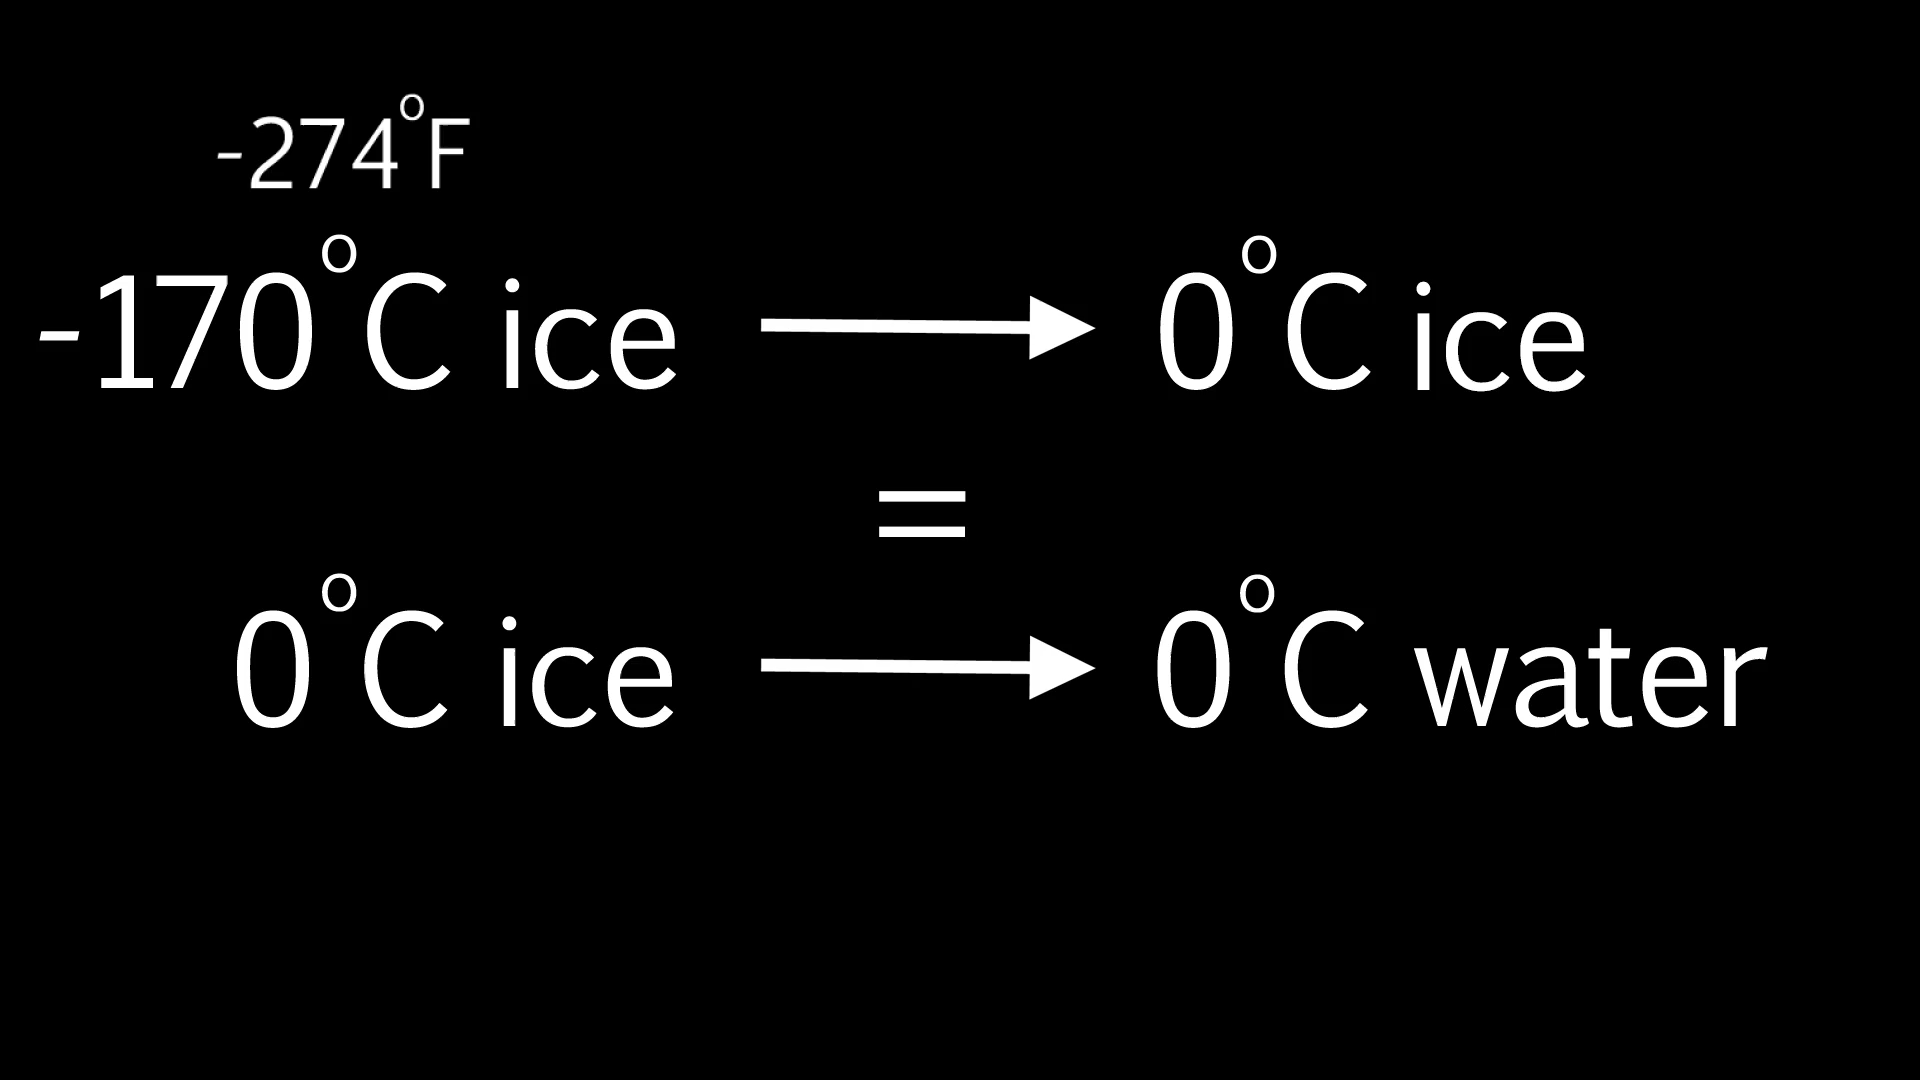 -274°F
-170°C ice → 0°C ice
=
0°C ice → 0°C water